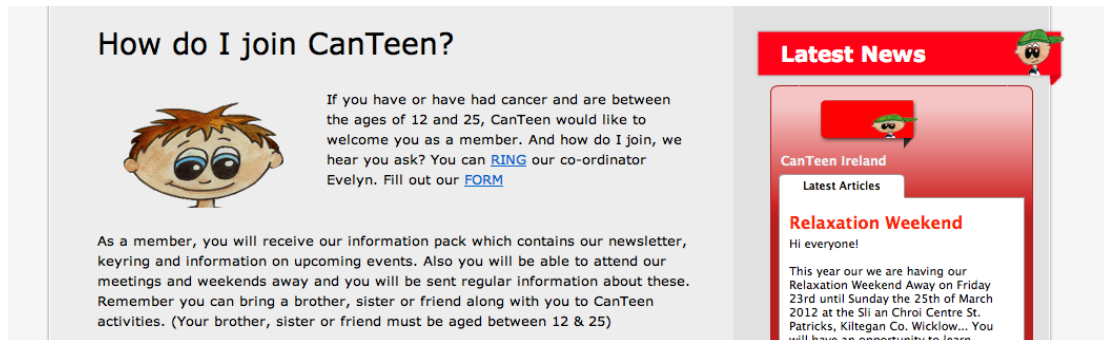 How do I join CanTeen?
If you have or have had cancer and are between
the ages of 12 and 25, CanTeen would like to
welcome you as a member. And how do I join, we
hear you ask? You can RING our co-ordinator
Evelyn. Fill out our FORM
As a member, you will receive our information pack which contains our newsletter,
keyring and information on upcoming events. Also you will be able to attend our
meetings and weekends away and you will be sent regular information about these.
Remember you can bring a brother, sister or friend along with you to CanTeen
activities. (Your brother, sister or friend must be aged between 12 & 25)
Latest News
CanTeen Ireland
Latest Articles
Relaxation Weekend
Hi everyone!
This year our we are having our
Relaxation Weekend Away on Friday
23rd until Sunday the 25th of March
2012 at the Sli an Chroi Centre St.
Patricks, Kiltegan Co. Wicklow... You
will have an opportunity to learn